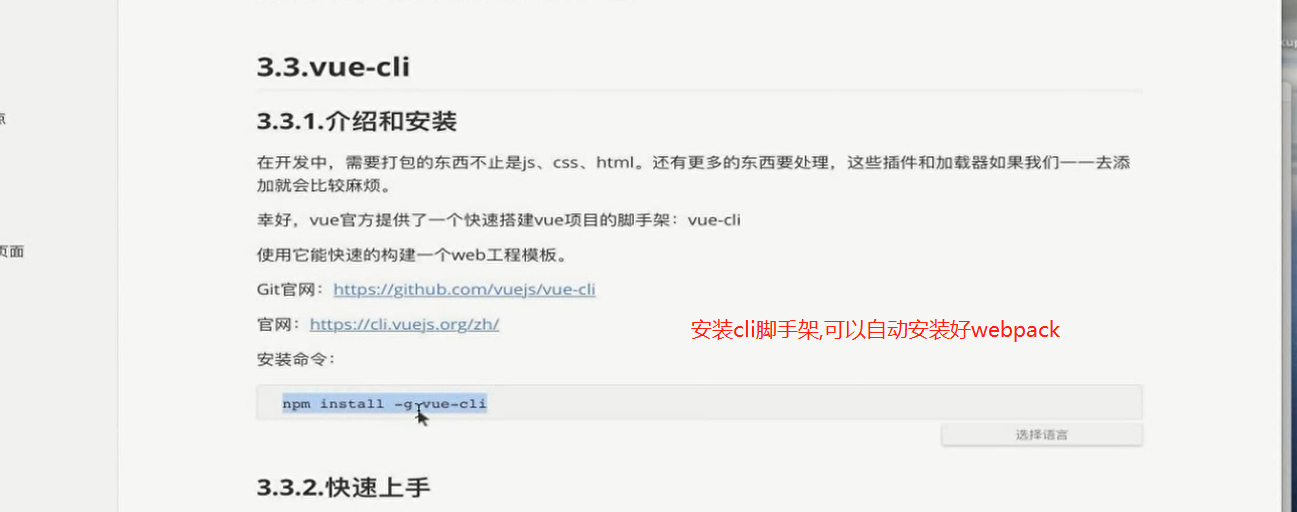 3.3.vue-cli
3.3.1.介绍和安装
在开发中，需要打包的东西不止是js、css、html。还有更多的东西要处理，这些插件和加载器如果我们一一去添
加就会比较麻烦。
点
幸好，vue官方提供了一个快速搭建vue项目的脚手架：vue-cli
使用它能快速的构建一个web工程模板。
页面
Git官网：https://github.com/vuejs/vue-cli
官网：https://cli.vuejs.org/zh/
安装cli脚手架,可以自动安装好webpack
安装命令：
npm install -g vue-cli
选择语言
3.3.2.快速上手